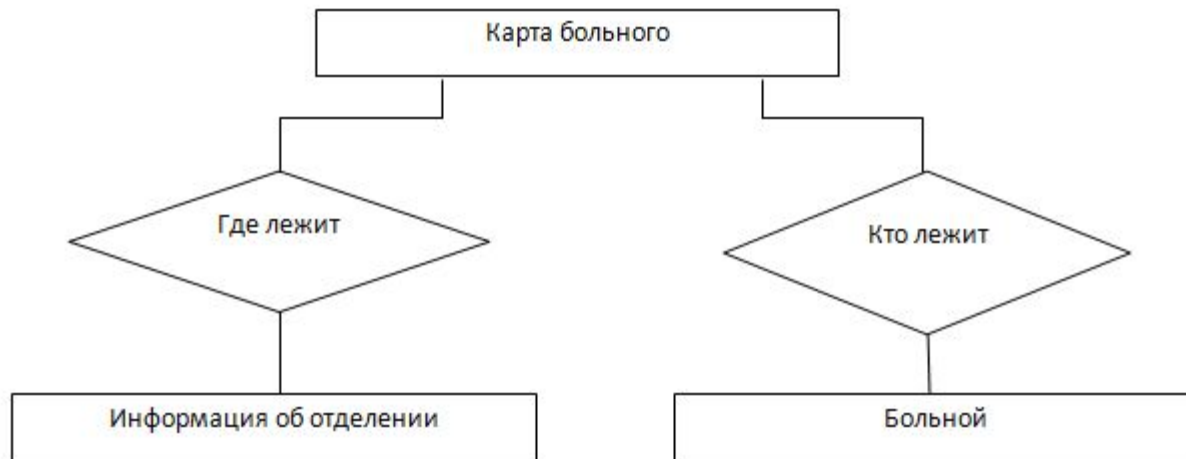 Карта больного
Где лежит
Кто лежит
Информация об отделении
Больной